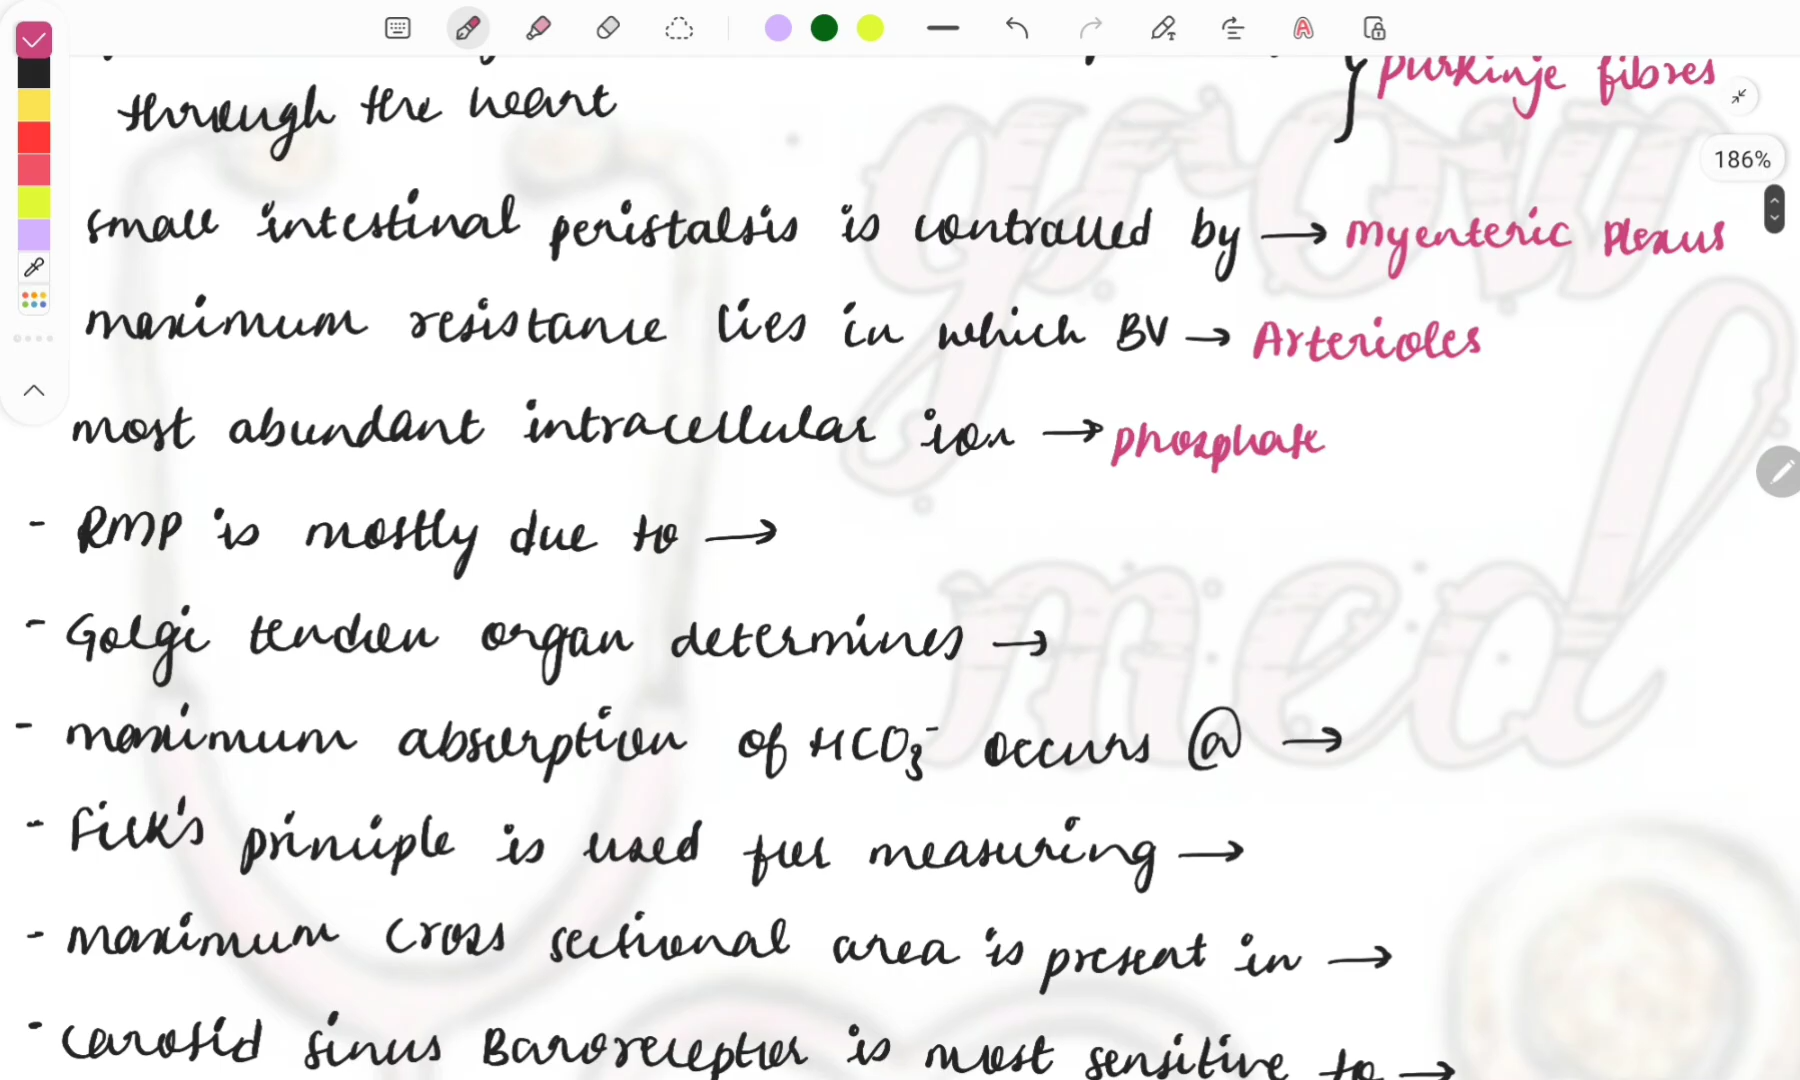 purkinje fibres
through the heart
186%
small intestinal peristalsis is controlled by → myenteric plexus
maximum resistance lies in which BV → Arterioles
most abundant intracellular ion → phosphate
- RMP is mostly due to →
- Golgi tendon organ determines →
- maximum absorption of HCO3⁻ occurs @ →
- Fick's principle is used for measuring →
- maximum cross sectional area is present in →
- carotid sinus Baroreceptor is most sensitive to →
grow
med